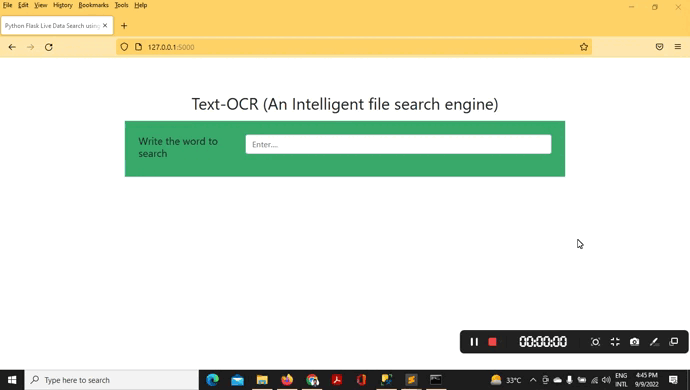 File Edit View History Bookmarks Tools Help
Python Flask Live Data Search using
127.0.0.1:5000
Text-OCR (An Intelligent file search engine)
Write the word to
search
Enter....
00:00:00
Type here to search
33°C
ENG
INTL
4:45 PM
9/9/2022